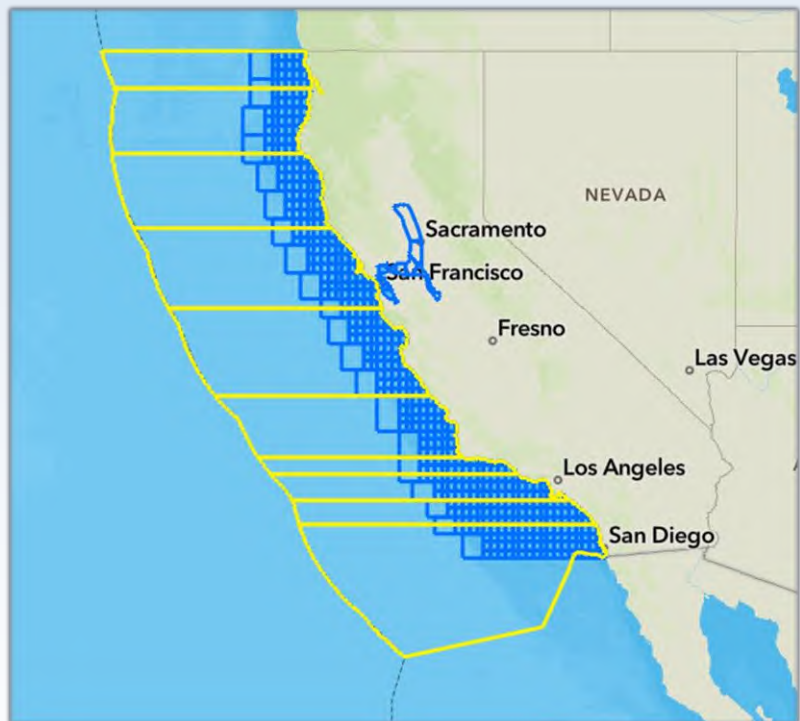 NEVADA
Sacramento
San Francisco
Fresno
Las Vegas
Los Angeles
San Diego